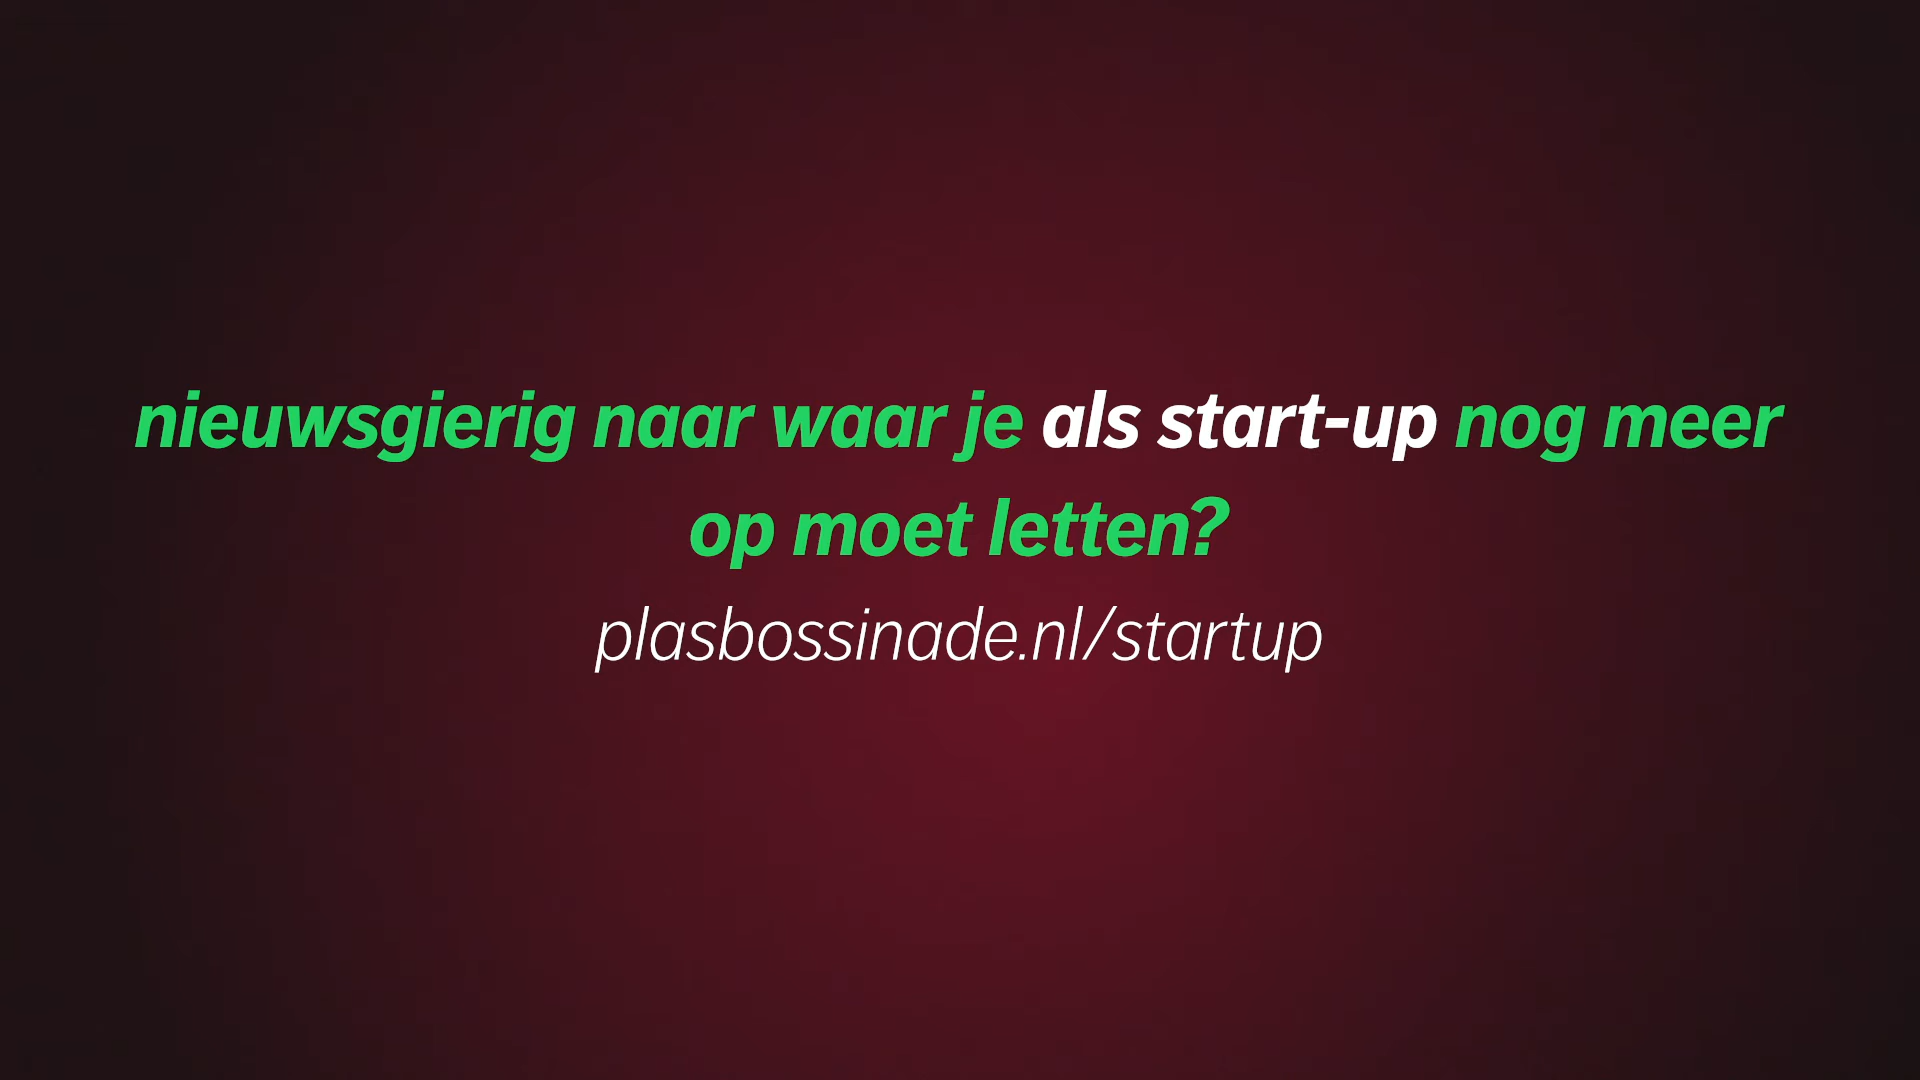 nieuwsgierig naar waar je als start-up nog meer
op moet letten?
plasbossinade.nl/startup